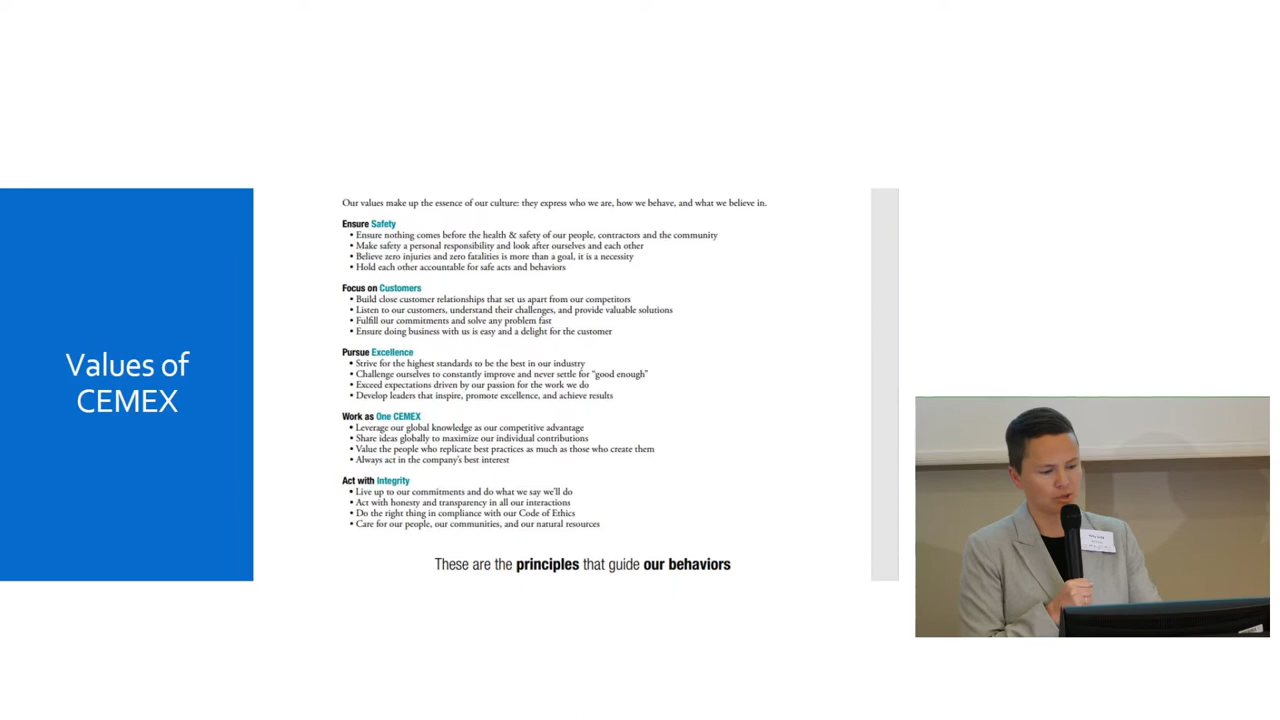 Values of
CEMEX
Our values make up the essence of our culture: they express who we are, how we behave, and what we believe in.
Ensure Safety
• Ensure nothing comes before the health & safety of our people, contractors and the community
• Make safety a personal responsibility and look after ourselves and each other
• Believe zero injuries and zero fatalities is more than a goal, it is a necessity
• Hold each other accountable for safe acts and behaviors
Focus on Customers
• Build close customer relationships that set us apart from our competitors
• Listen to our customers, understand their challenges, and provide valuable solutions
• Fulfill our commitments and solve any problem fast
• Ensure doing business with us is easy and a delight for the customer
Pursue Excellence
• Strive for the highest standards to be the best in our industry
• Challenge ourselves to constantly improve and never settle for “good enough”
• Exceed expectations driven by our passion for the work we do
• Develop leaders that inspire, promote excellence, and achieve results
Work as One CEMEX
• Leverage our global knowledge as our competitive advantage
• Share ideas globally to maximize our individual contributions
• Value the people who replicate best practices as much as those who create them
• Always act in the company’s best interest
Act with Integrity
• Live up to our commitments and do what we say we’ll do
• Act with honesty and transparency in all our interactions
• Do the right thing in compliance with our Code of Ethics
• Care for our people, our communities, and our natural resources
These are the principles that guide our behaviors